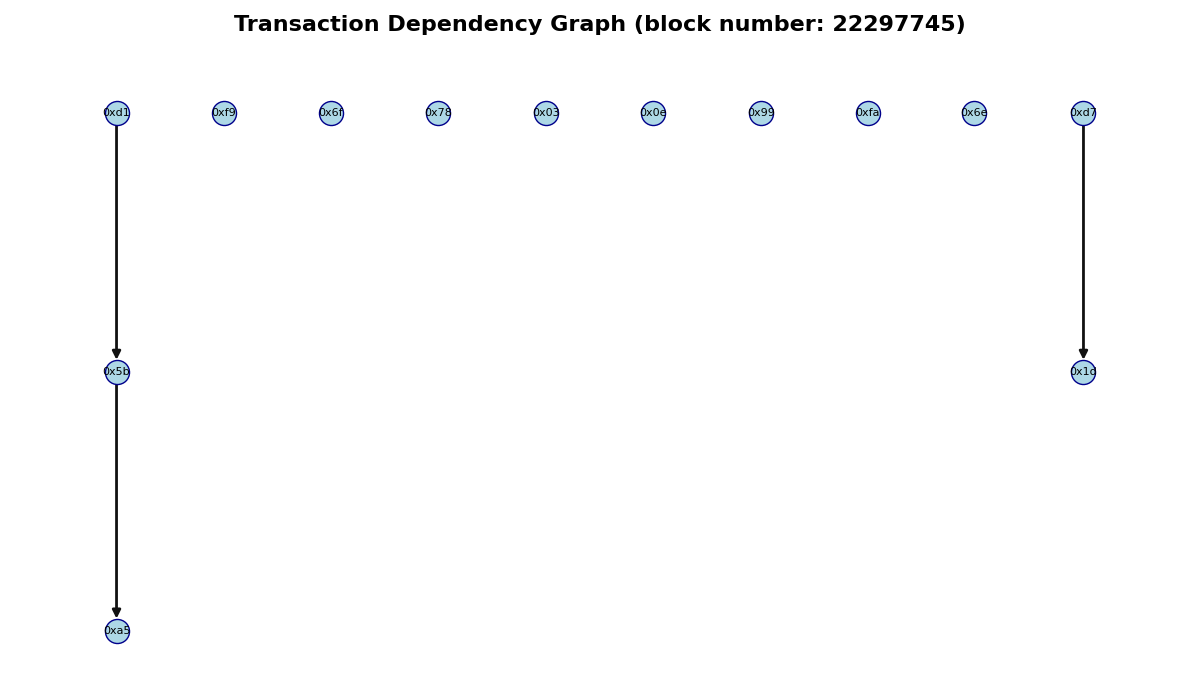 Transaction Dependency Graph (block number: 22297745)
0xd1 0xf9 0x6f 0x78 0x03 0x0e 0x99 0xfa 0x6e 0xd7
0x5b 0x1d
0xa5